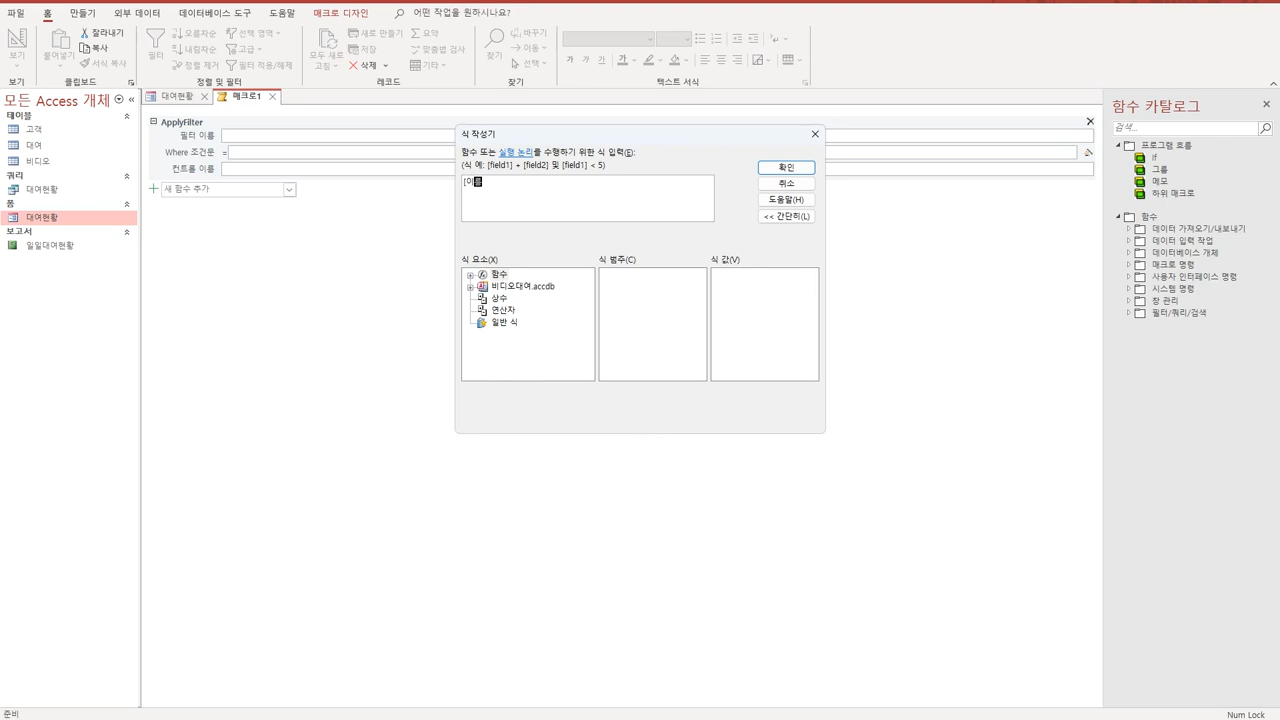 파일 홈 만들기 외부 데이터 데이터베이스 도구 도움말 매크로 디자인 어떤 작업을 원하시나요?
보기
붙여넣기
잘라내기
복사
서식 복사
필터
오름차순
내림차순
정렬 제거
선택 영역
고급
필터 적용/해제
모두 새로 고침
새로 만들기
저장
삭제
요약
맞춤법 검사
기타
찾기
바꾸기
이동
선택
가 가 가 가
보기 클립보드 정렬 및 필터 레코드 찾기 텍스트 서식
모든 Access 개체
테이블
고객
대여
비디오
쿼리
대여현황
폼
대여현황
보고서
일일대여현황
대여현황 매크로1
ApplyFilter
필터 이름
Where 조건문 =
컨트롤 이름
새 함수 추가
식 작성기
함수 또는 실행 논리를 수행하기 위한 식 입력(E):
(식 예: [field1] + [field2] 및 [field1] < 5)
확인
취소
도움말(H)
<< 간단히(L)
식 요소(X) 식 범주(C) 식 값(V)
함수
비디오대여.accdb
상수
연산자
일반 식
함수 카탈로그
검색...
프로그램 흐름
If
그룹
메모
하위 매크로
함수
데이터 가져오기/내보내기
데이터 입력 작업
데이터베이스 개체
매크로 명령
사용자 인터페이스 명령
시스템 명령
창 관리
필터/쿼리/검색
준비
Num Lock